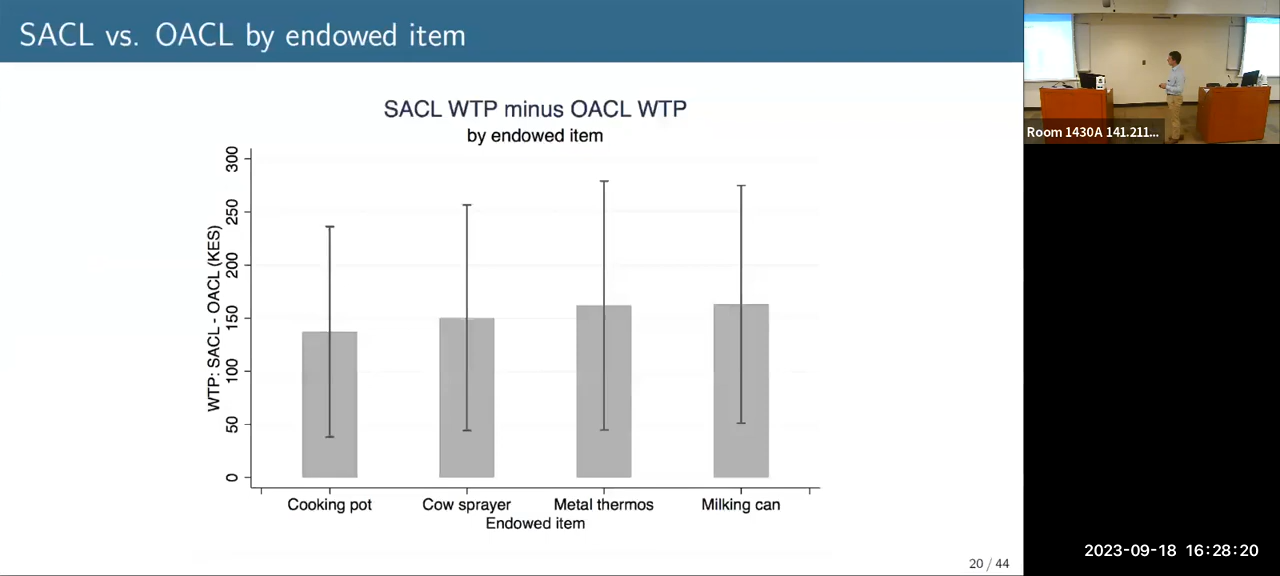 SACL vs. OACL by endowed item
SACL WTP minus OACL WTP
by endowed item
WTP: SACL - OACL (KES)
300
250
200
150
100
50
0
Cooking pot
Cow sprayer
Metal thermos
Milking can
Endowed item
20 / 44
Room 1430A 141.211...
2023-09-18 16:28:20